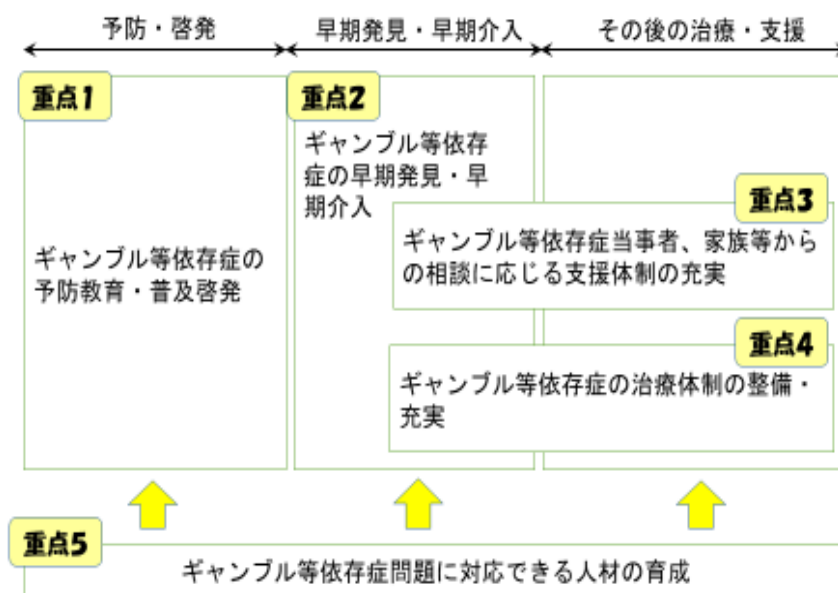 予防・啓発
早期発見・早期介入
その後の治療・支援
重点1
ギャンブル等依存症の
予防教育・普及啓発
重点2
ギャンブル等依存
症の早期発見・早
期介入
重点3
ギャンブル等依存症当事者、家族等から
の相談に応じる支援体制の充実
重点4
ギャンブル等依存症の治療体制の整備・
充実
重点5
ギャンブル等依存症問題に対応できる人材の育成